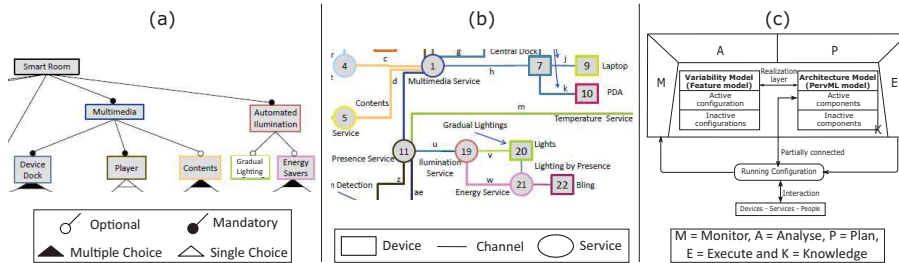 (a)
Smart Room
Multimedia
Automated
Ilumination
Device
Dock
Player
Contents
Gradual
Lighting
Energy
Savers
Optional
Mandatory
Multiple Choice
Single Choice
(b)
4
c
1
g
Central Dock
7
j
9
Laptop
Multimedia Service
h
d
k
10
PDA
Contents
5
Service
m
Temperature Service
Gradual Lightings
Presence Service
11
u
19
v
20
Lights
Ilumination
Service
Lighting by Presence
n Detection
z
ae
w
Energy Service
21
22
Bling
Device
Channel
Service
(c)
A
P
M
E
K
Variability Model
(Feature model)
Active
configuration
Inactive
configurations
Realization
layer
Architecture Model
(PervML model)
Active
components
Inactive
components
Partially connected
Running Configuration
Interaction
Devices - Services - People
M = Monitor, A = Analyse, P = Plan,
E = Execute and K = Knowledge